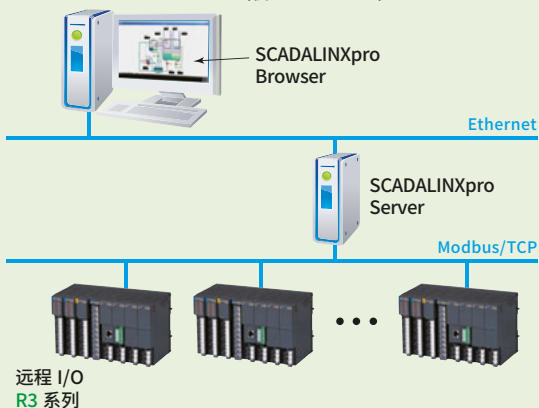 SCADALINXpro
Browser
Ethernet
SCADALINXpro
Server
Modbus/TCP
远程 I/O
R3 系列